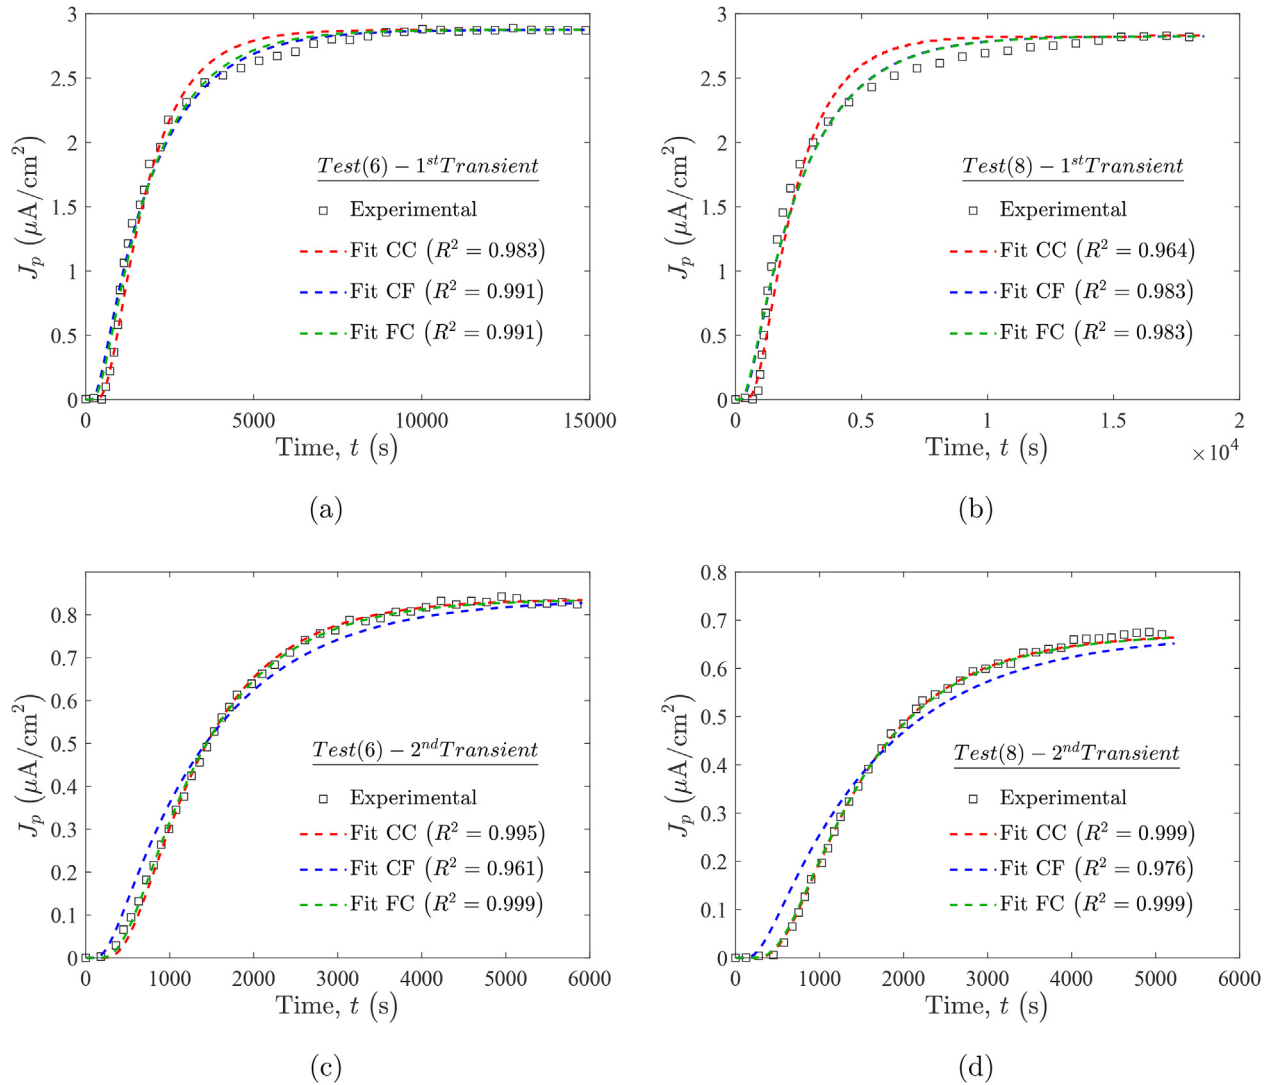 3
2.5
2
1.5
1
0.5
0
J_p (μA/cm²)
Test(6) − 1ˢᵗTransient
Experimental
Fit CC (R² = 0.983)
Fit CF (R² = 0.991)
Fit FC (R² = 0.991)
0 5000 10000 15000
Time, t (s)
(a)
3
2.5
2
1.5
1
0.5
0
J_p (μA/cm²)
Test(8) − 1ˢᵗTransient
Experimental
Fit CC (R² = 0.964)
Fit CF (R² = 0.983)
Fit FC (R² = 0.983)
0 0.5 1 1.5 2
×10⁴
Time, t (s)
(b)
0.8
0.7
0.6
0.5
0.4
0.3
0.2
0.1
0
J_p (μA/cm²)
Test(6) − 2ⁿᵈTransient
Experimental
Fit CC (R² = 0.995)
Fit CF (R² = 0.961)
Fit FC (R² = 0.999)
0 1000 2000 3000 4000 5000 6000
Time, t (s)
(c)
0.8
0.7
0.6
0.5
0.4
0.3
0.2
0.1
0
J_p (μA/cm²)
Test(8) − 2ⁿᵈTransient
Experimental
Fit CC (R² = 0.999)
Fit CF (R² = 0.976)
Fit FC (R² = 0.999)
0 1000 2000 3000 4000 5000 6000
Time, t (s)
(d)